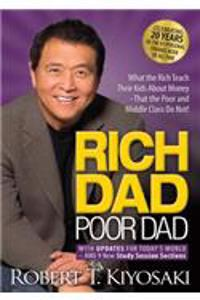 CELEBRATING
20 YEARS
What the Rich Teach
Their Kids About Money
–That the Poor and
Middle Class Do Not!
RICH
DAD
POOR DAD
WITH UPDATES FOR TODAY'S WORLD
– AND 9 New Study Session Sections
ROBERT T. KIYOSAKI